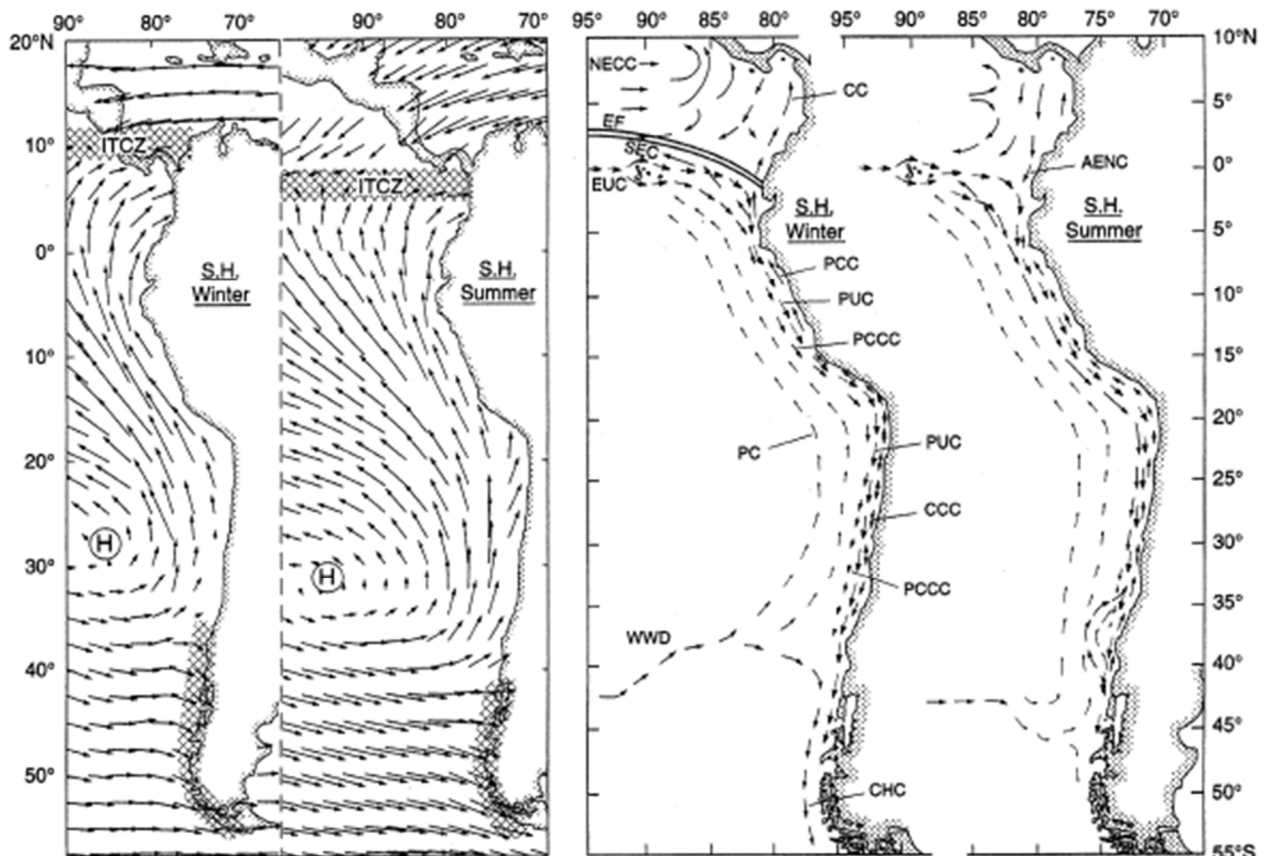 90° 80° 70° 90° 80° 70° 95° 90° 85° 80° 90° 85° 80° 75° 70°
20°N
10°N
NECC
CC
5°
EF
ITCZ
10°
SEC
AENC
0°
EUC
ITCZ
S.H.
Winter
S.H.
Summer
5°
0°
S.H.
Winter
S.H.
Summer
PCC
PUC
10°
PCCC
15°
10°
20°
PC
PUC
20°
25°
CCC
H
30°
30°
H
PCCC
35°
WWD
40°
40°
45°
50°
CHC
50°
55°S